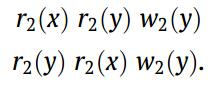 r₂(x) r₂(y) w₂(y)
r₂(y) r₂(x) w₂(y).